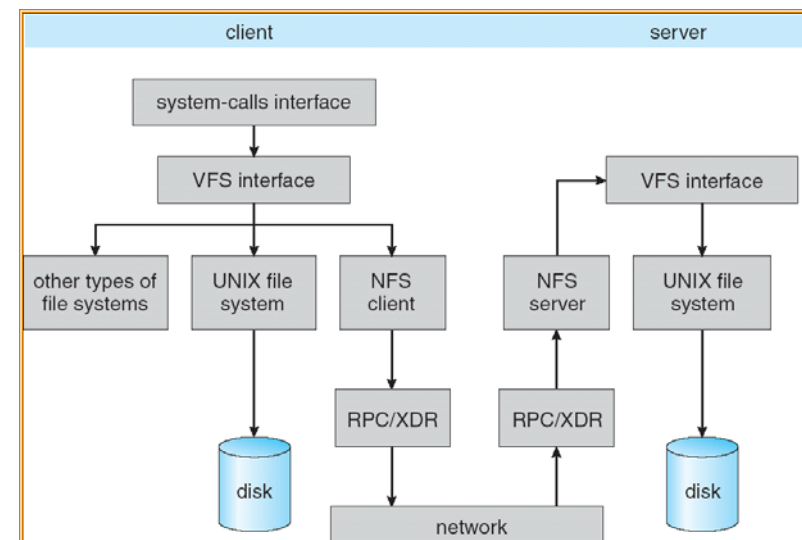 client
server
system-calls interface
VFS interface
VFS interface
other types of
file systems
UNIX file
system
NFS
client
NFS
server
UNIX file
system
RPC/XDR
RPC/XDR
disk
disk
network